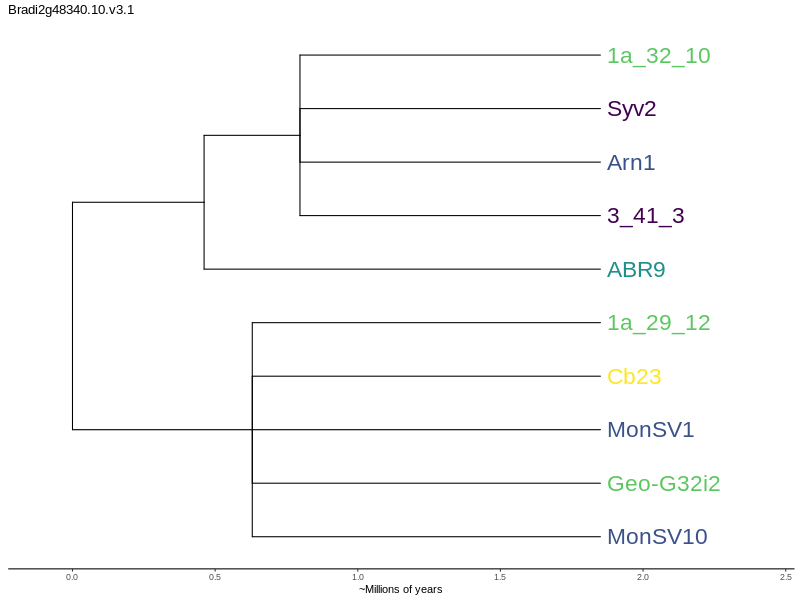 Bradi2g48340.10.v3.1
1a_32_10
Syv2
Arn1
3_41_3
ABR9
1a_29_12
Cb23
MonSV1
Geo-G32i2
MonSV10
0.0 0.5 1.0 1.5 2.0 2.5
~Millions of years